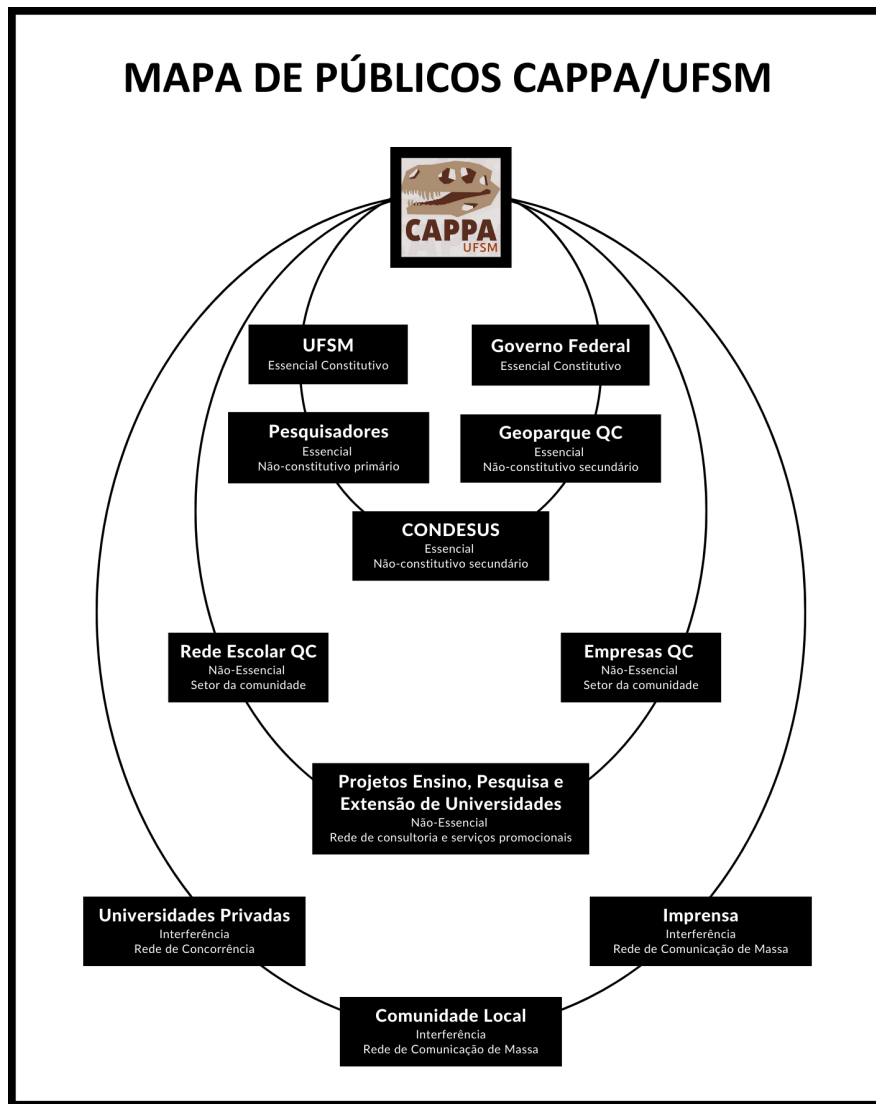 MAPA DE PÚBLICOS CAPPA/UFSM
CAPPA
UFSM
UFSM
Essencial Constitutivo
Governo Federal
Essencial Constitutivo
Pesquisadores
Essencial
Não-constitutivo primário
Geoparque QC
Essencial
Não-constitutivo secundário
CONDESUS
Essencial
Não-constitutivo secundário
Rede Escolar QC
Não-Essencial
Setor da comunidade
Empresas QC
Não-Essencial
Setor da comunidade
Projetos Ensino, Pesquisa e
Extensão de Universidades
Não-Essencial
Rede de consultoria e serviços promocionais
Universidades Privadas
Interferência
Rede de Concorrência
Imprensa
Interferência
Rede de Comunicação de Massa
Comunidade Local
Interferência
Rede de Comunicação de Massa